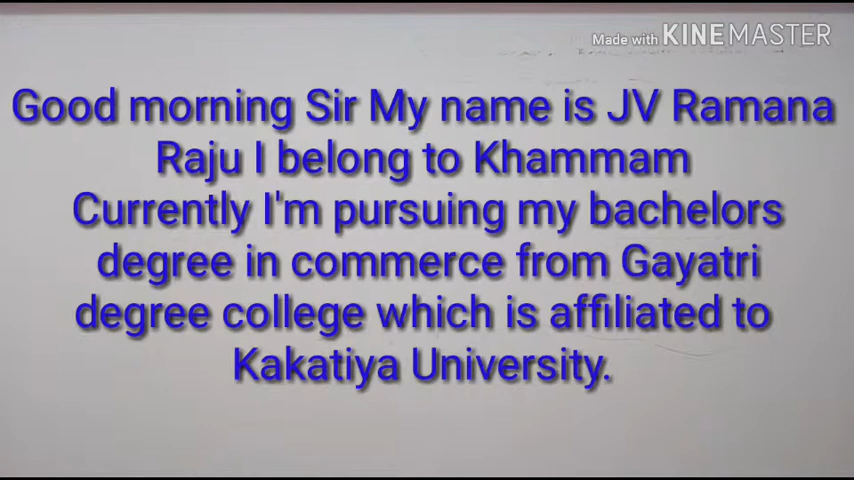 Made with KINEMASTER
Good morning Sir My name is JV Ramana
Raju I belong to Khammam
Currently I'm pursuing my bachelors
degree in commerce from Gayatri
degree college which is affiliated to
Kakatiya University.